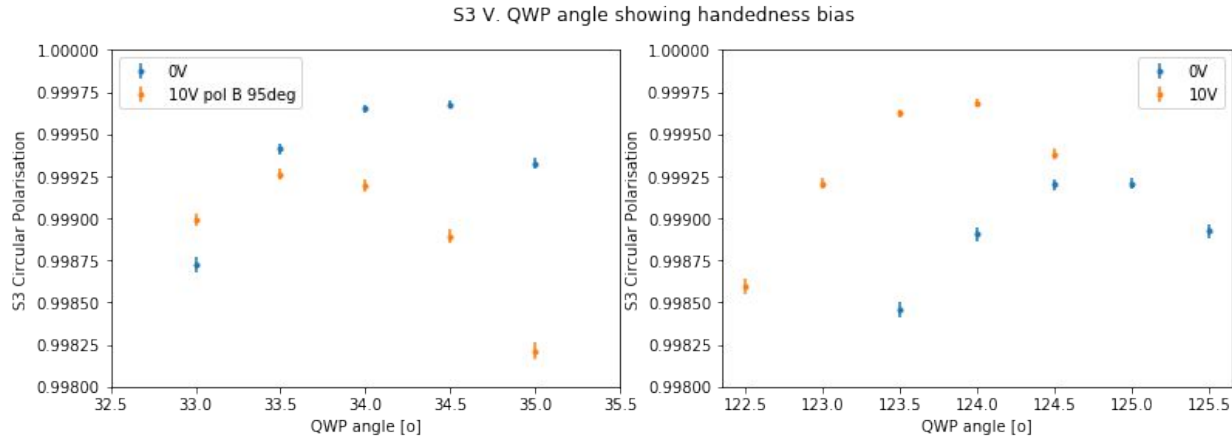 S3 V. QWP angle showing handedness bias
1.00000
0.99975
0.99950
0.99925
0.99900
0.99875
0.99850
0.99825
0.99800
S3 Circular Polarisation
0V
10V pol B 95deg
32.5 33.0 33.5 34.0 34.5 35.0 35.5
QWP angle [o]
1.00000
0.99975
0.99950
0.99925
0.99900
0.99875
0.99850
0.99825
0.99800
S3 Circular Polarisation
0V
10V
122.5 123.0 123.5 124.0 124.5 125.0 125.5
QWP angle [o]